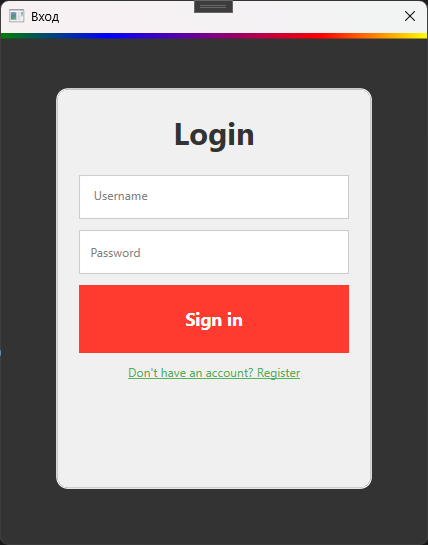 Вход
Login
Username
Password
Sign in
Don't have an account? Register